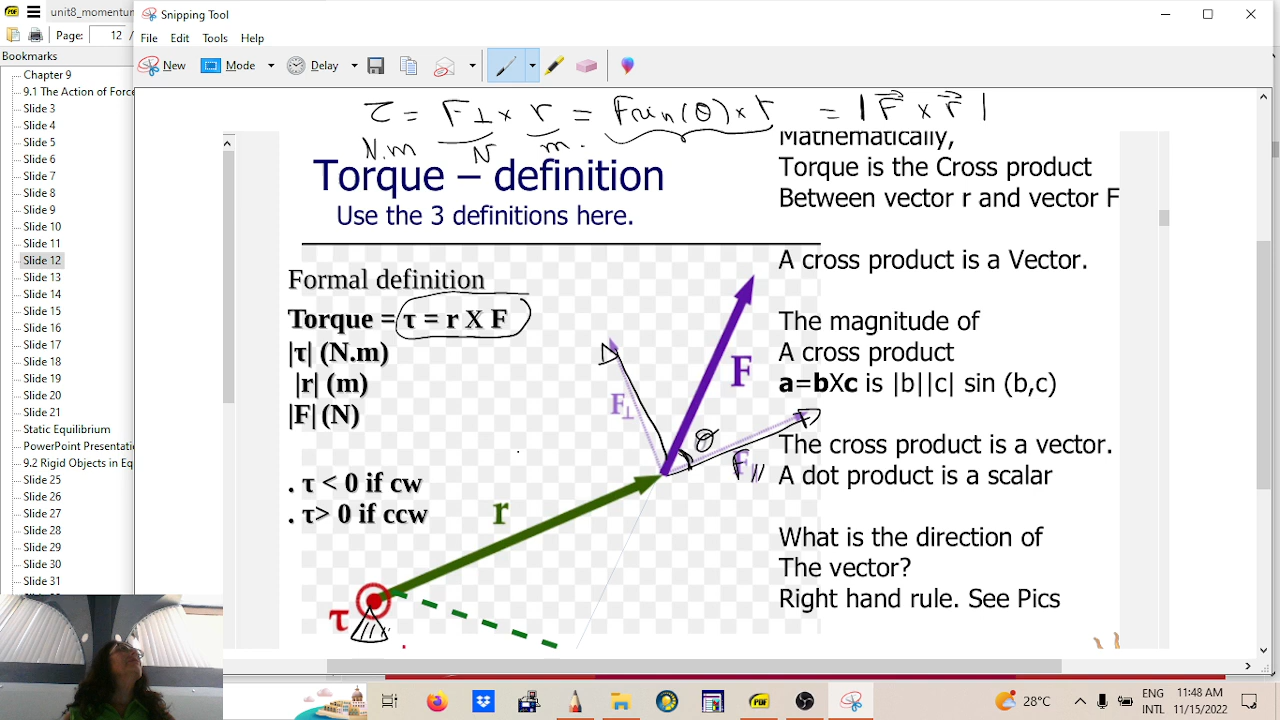 unit8_momentum
Snipping Tool
File Edit Tools Help
Page: 12 /
New Mode Delay
Bookmarks
Chapter 9
9.1 The Action of Forc
Slide 3
Slide 4
Slide 5
Slide 6
Slide 7
Slide 8
Slide 9
Slide 10
Slide 11
Slide 12
Slide 13
Slide 14
Slide 15
Slide 16
Slide 17
Slide 18
Slide 19
Slide 20
Slide 21
Static Equilibrium
PowerPoint Presentati
9.2 Rigid Objects in Eq
Slide 25
Slide 26
Slide 27
Slide 28
Slide 29
Slide 30
Slide 31
τ = F⊥ × r = F sin(θ) × r = |F⃗ × r⃗|
N.m N m.
Torque – definition
Use the 3 definitions here.
Formal definition
Torque = τ = r X F
|τ| (N.m)
|r| (m)
|F| (N)
. τ < 0 if cw
. τ> 0 if ccw
F
F⊥
θ
F//
r
τ
Mathematically,
Torque is the Cross product
Between vector r and vector F
A cross product is a Vector.
The magnitude of
A cross product
a=bXc is |b||c| sin (b,c)
The cross product is a vector.
A dot product is a scalar
What is the direction of
The vector?
Right hand rule. See Pics
28°C
ENG
INTL
11:48 AM
11/15/2022